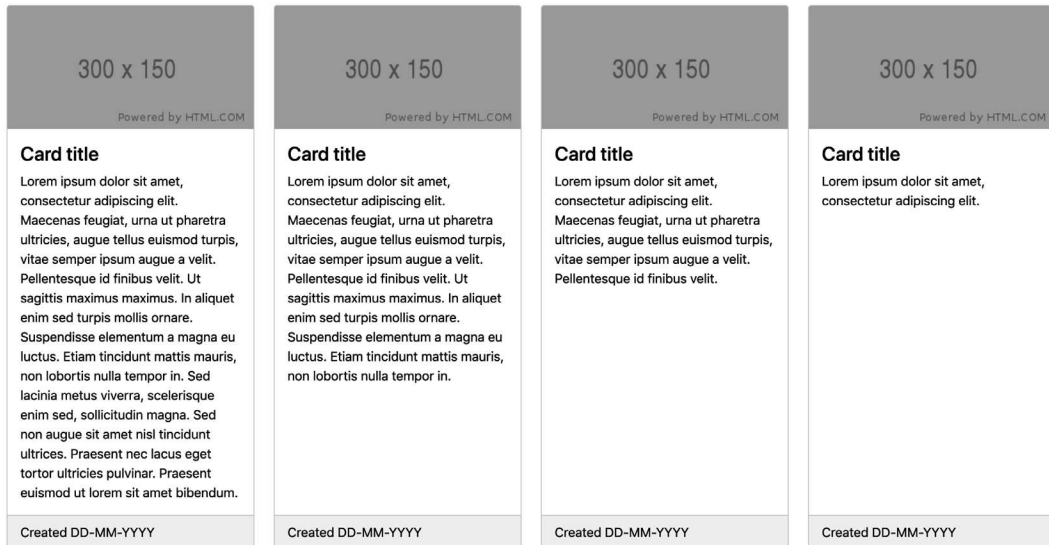 300 x 150
Powered by HTML.COM
Card title
Lorem ipsum dolor sit amet,
consectetur adipiscing elit.
Maecenas feugiat, urna ut pharetra
ultricies, augue tellus euismod turpis,
vitae semper ipsum augue a velit.
Pellentesque id finibus velit. Ut
sagittis maximus maximus. In aliquet
enim sed turpis mollis ornare.
Suspendisse elementum a magna eu
luctus. Etiam tincidunt mattis mauris,
non lobortis nulla tempor in. Sed
lacinia metus viverra, scelerisque
enim sed, sollicitudin magna. Sed
non augue sit amet nisl tincidunt
ultrices. Praesent nec lacus eget
tortor ultricies pulvinar. Praesent
euismod ut lorem sit amet bibendum.
Created DD-MM-YYYY
300 x 150
Powered by HTML.COM
Card title
Lorem ipsum dolor sit amet,
consectetur adipiscing elit.
Maecenas feugiat, urna ut pharetra
ultricies, augue tellus euismod turpis,
vitae semper ipsum augue a velit.
Pellentesque id finibus velit. Ut
sagittis maximus maximus. In aliquet
enim sed turpis mollis ornare.
Suspendisse elementum a magna eu
luctus. Etiam tincidunt mattis mauris,
non lobortis nulla tempor in.
Created DD-MM-YYYY
300 x 150
Powered by HTML.COM
Card title
Lorem ipsum dolor sit amet,
consectetur adipiscing elit.
Maecenas feugiat, urna ut pharetra
ultricies, augue tellus euismod turpis,
vitae semper ipsum augue a velit.
Pellentesque id finibus velit.
Created DD-MM-YYYY
300 x 150
Powered by HTML.COM
Card title
Lorem ipsum dolor sit amet,
consectetur adipiscing elit.
Created DD-MM-YYYY